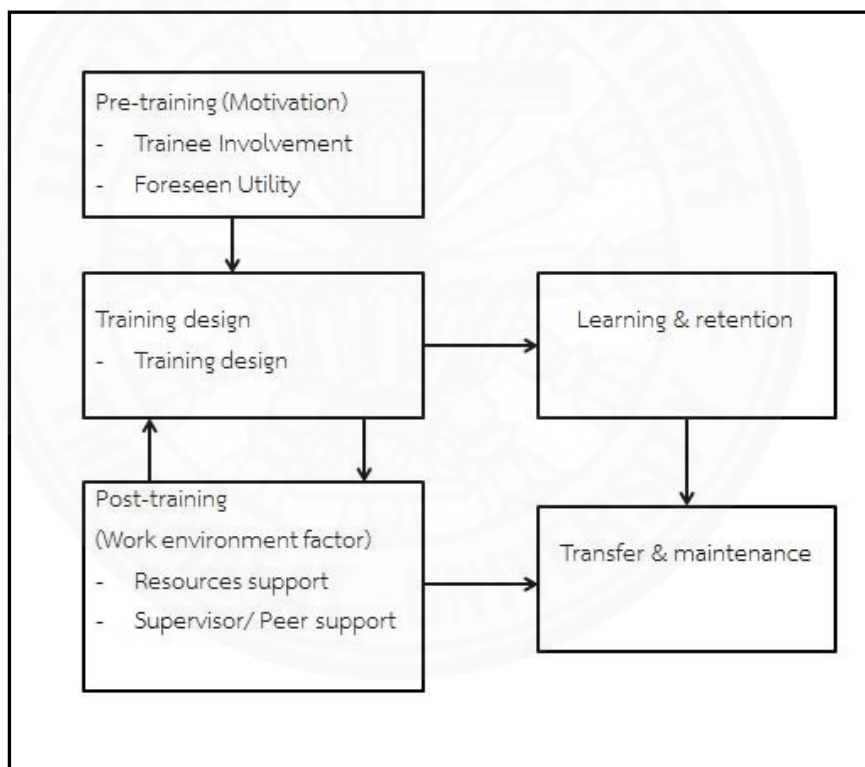 Pre-training (Motivation)
- Trainee Involvement
- Foreseen Utility
Training design
- Training design
Learning & retention
Post-training
(Work environment factor)
- Resources support
- Supervisor/ Peer support
Transfer & maintenance